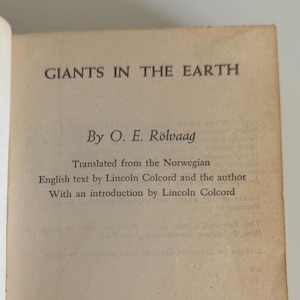 GIANTS IN THE EARTH
By O. E. Rölvaag
Translated from the Norwegian
English text by Lincoln Colcord and the author
With an introduction by Lincoln Colcord